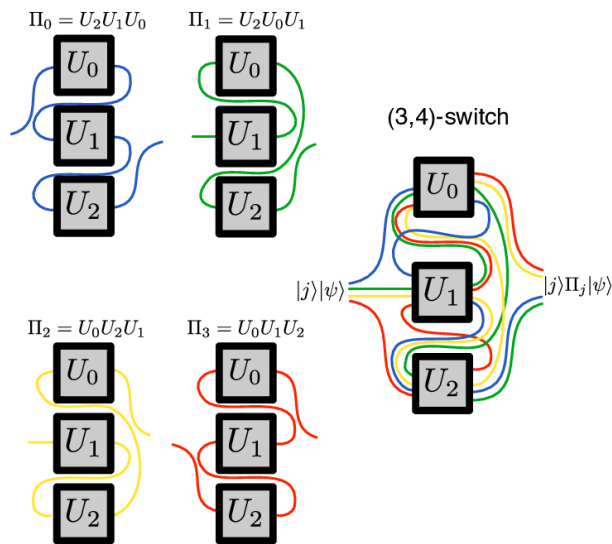 Π₀ = U₂U₁U₀
U₀
U₁
U₂
Π₁ = U₂U₀U₁
U₀
U₁
U₂
(3,4)-switch
U₀
|j⟩|ψ⟩
U₁
|j⟩Πⱼ|ψ⟩
U₂
Π₂ = U₀U₂U₁
U₀
U₁
U₂
Π₃ = U₀U₁U₂
U₀
U₁
U₂